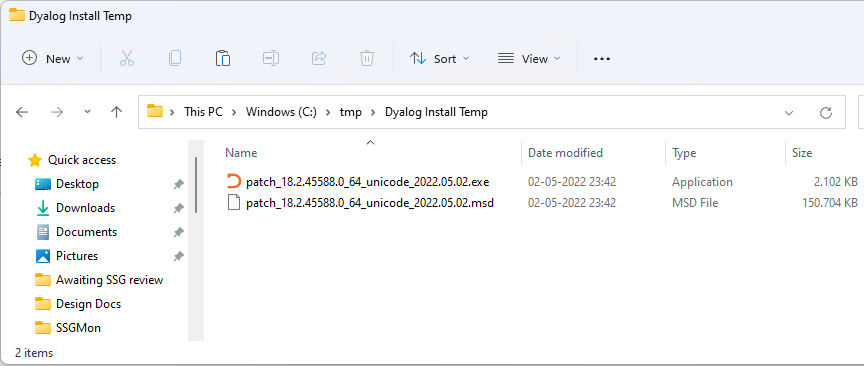 Dyalog Install Temp
New Sort View ...
This PC > Windows (C:) > tmp > Dyalog Install Temp
Quick access
Desktop
Downloads
Documents
Pictures
Awaiting SSG review
Design Docs
SSGMon
Name Date modified Type Size
patch_18.2.45588.0_64_unicode_2022.05.02.exe 02-05-2022 23:42 Application 2.102 KB
patch_18.2.45588.0_64_unicode_2022.05.02.msd 02-05-2022 23:42 MSD File 150.704 KB
2 items